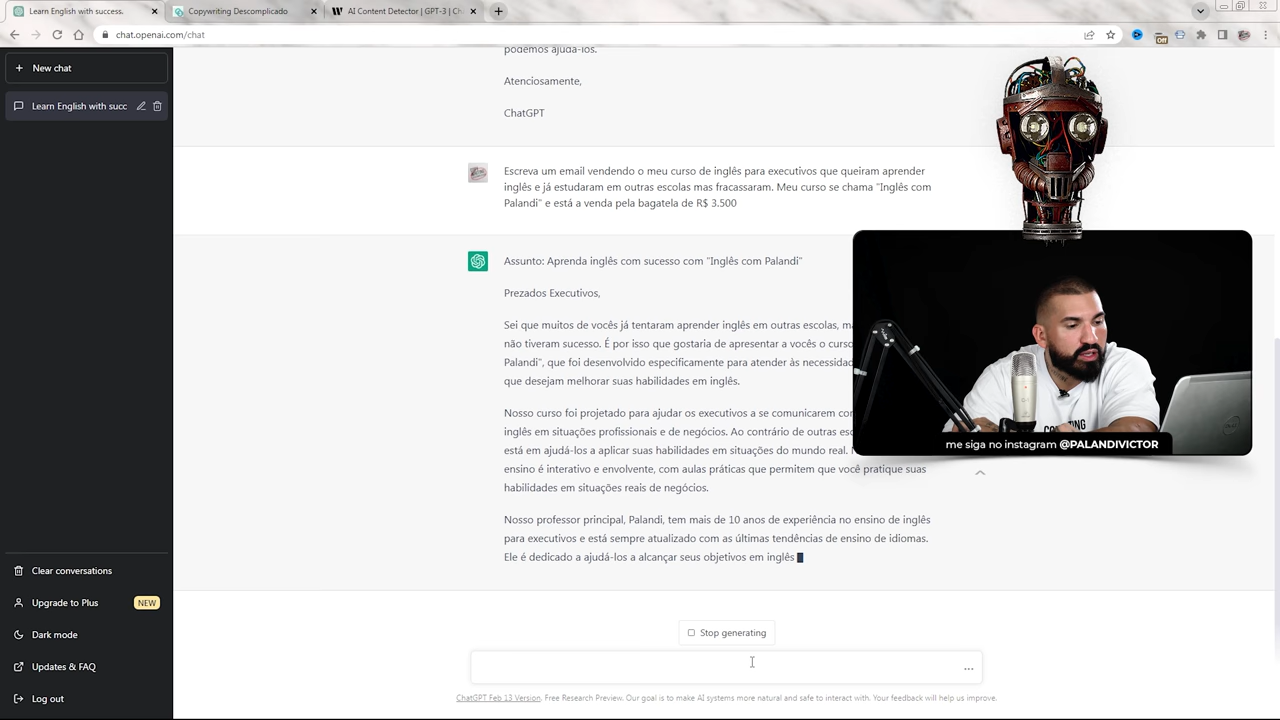 Learn English with success.
Copywriting Descomplicado
AI Content Detector | GPT-3 | Ch
chat.openai.com/chat
Off
New chat
Learn English with succ
podemos ajudá-los.
Atenciosamente,
ChatGPT
Escreva um email vendendo o meu curso de inglês para executivos que queiram aprender
inglês e já estudaram em outras escolas mas fracassaram. Meu curso se chama "Inglês com
Palandi" e está a venda pela bagatela de R$ 3.500
Assunto: Aprenda inglês com sucesso com "Inglês com Palandi"
Prezados Executivos,
Sei que muitos de vocês já tentaram aprender inglês em outras escolas,
não tiveram sucesso. É por isso que gostaria de apresentar a vocês o curso
Palandi", que foi desenvolvido especificamente para atender às
que desejam melhorar suas habilidades em inglês.
Nosso curso foi projetado para ajudar os executivos a se comunicarem
inglês em situações profissionais e de negócios. Ao contrário de outras
está em ajudá-los a aplicar suas habilidades em situações do mundo real.
ensino é interativo e envolvente, com aulas práticas que permitem que você pratique suas
habilidades em situações reais de negócios.
Nosso professor principal, Palandi, tem mais de 10 anos de experiência no ensino de inglês
para executivos e está sempre atualizado com as últimas tendências de ensino de idiomas.
Ele é dedicado a ajudá-los a alcançar seus objetivos em inglês
me siga no instagram @PALANDIVICTOR
Clear conversations
Upgrade to Plus NEW
Dark mode
Updates & FAQ
Log out
Stop generating
ChatGPT Feb 13 Version. Free Research Preview. Our goal is to make AI systems more natural and safe to interact with. Your feedback will help us improve.